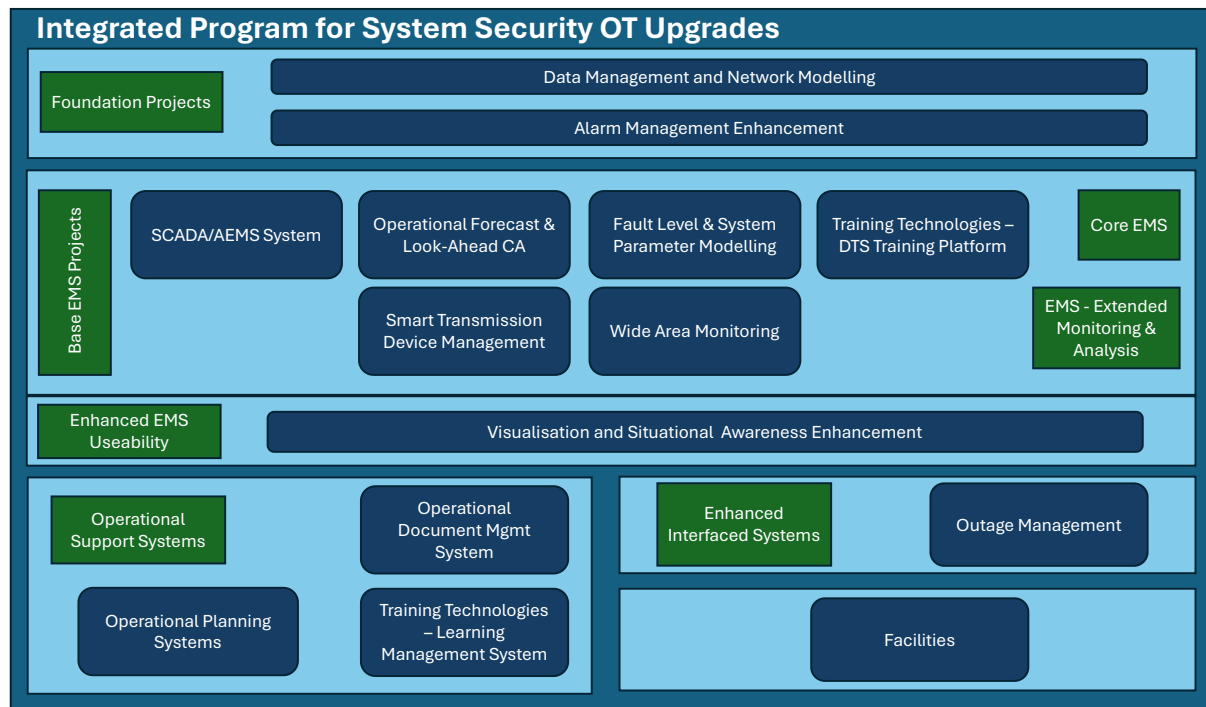 Integrated Program for System Security OT Upgrades
Foundation Projects
Data Management and Network Modelling
Alarm Management Enhancement
Base EMS Projects
SCADA/AEMS System
Operational Forecast &
Look-Ahead CA
Fault Level & System
Parameter Modelling
Training Technologies –
DTS Training Platform
Core EMS
Smart Transmission
Device Management
Wide Area Monitoring
EMS - Extended
Monitoring &
Analysis
Enhanced EMS
Useability
Visualisation and Situational Awareness Enhancement
Operational
Support Systems
Operational
Document Mgmt
System
Operational Planning
Systems
Training Technologies
– Learning
Management System
Enhanced
Interfaced Systems
Outage Management
Facilities